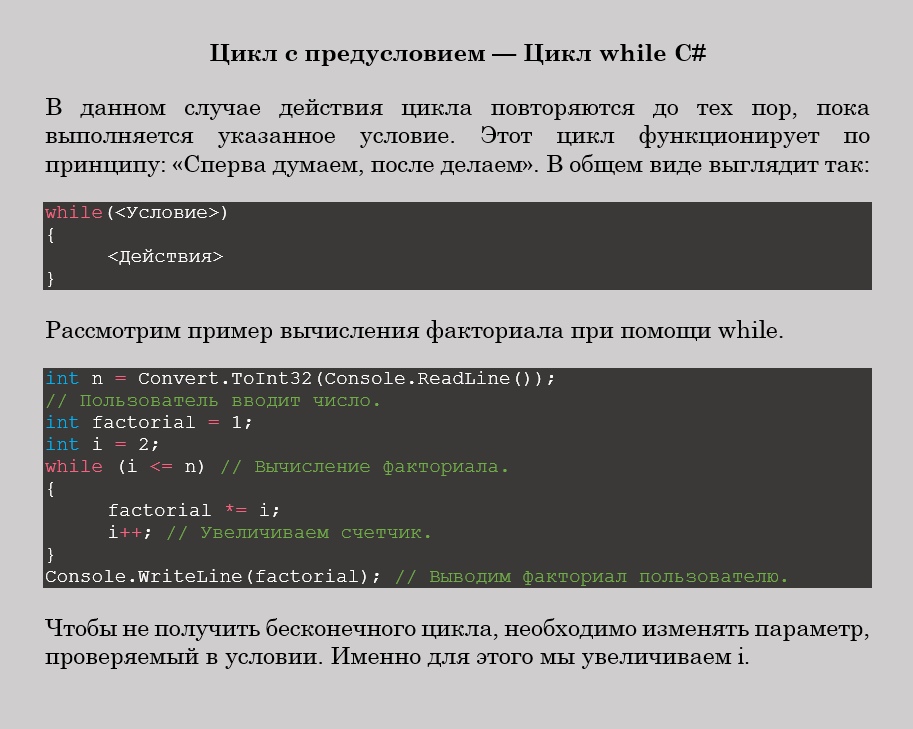 Цикл с предусловием — Цикл while C#
В данном случае действия цикла повторяются до тех пор, пока
выполняется указанное условие. Этот цикл функционирует по
принципу: «Сперва думаем, после делаем». В общем виде выглядит так:
while(<Условие>)
{
<Действия>
}
Рассмотрим пример вычисления факториала при помощи while.
int n = Convert.ToInt32(Console.ReadLine());
// Пользователь вводит число.
int factorial = 1;
int i = 2;
while (i <= n) // Вычисление факториала.
{
factorial *= i;
i++; // Увеличиваем счетчик.
}
Console.WriteLine(factorial); // Выводим факториал пользователю.
Чтобы не получить бесконечного цикла, необходимо изменять параметр,
проверяемый в условии. Именно для этого мы увеличиваем i.